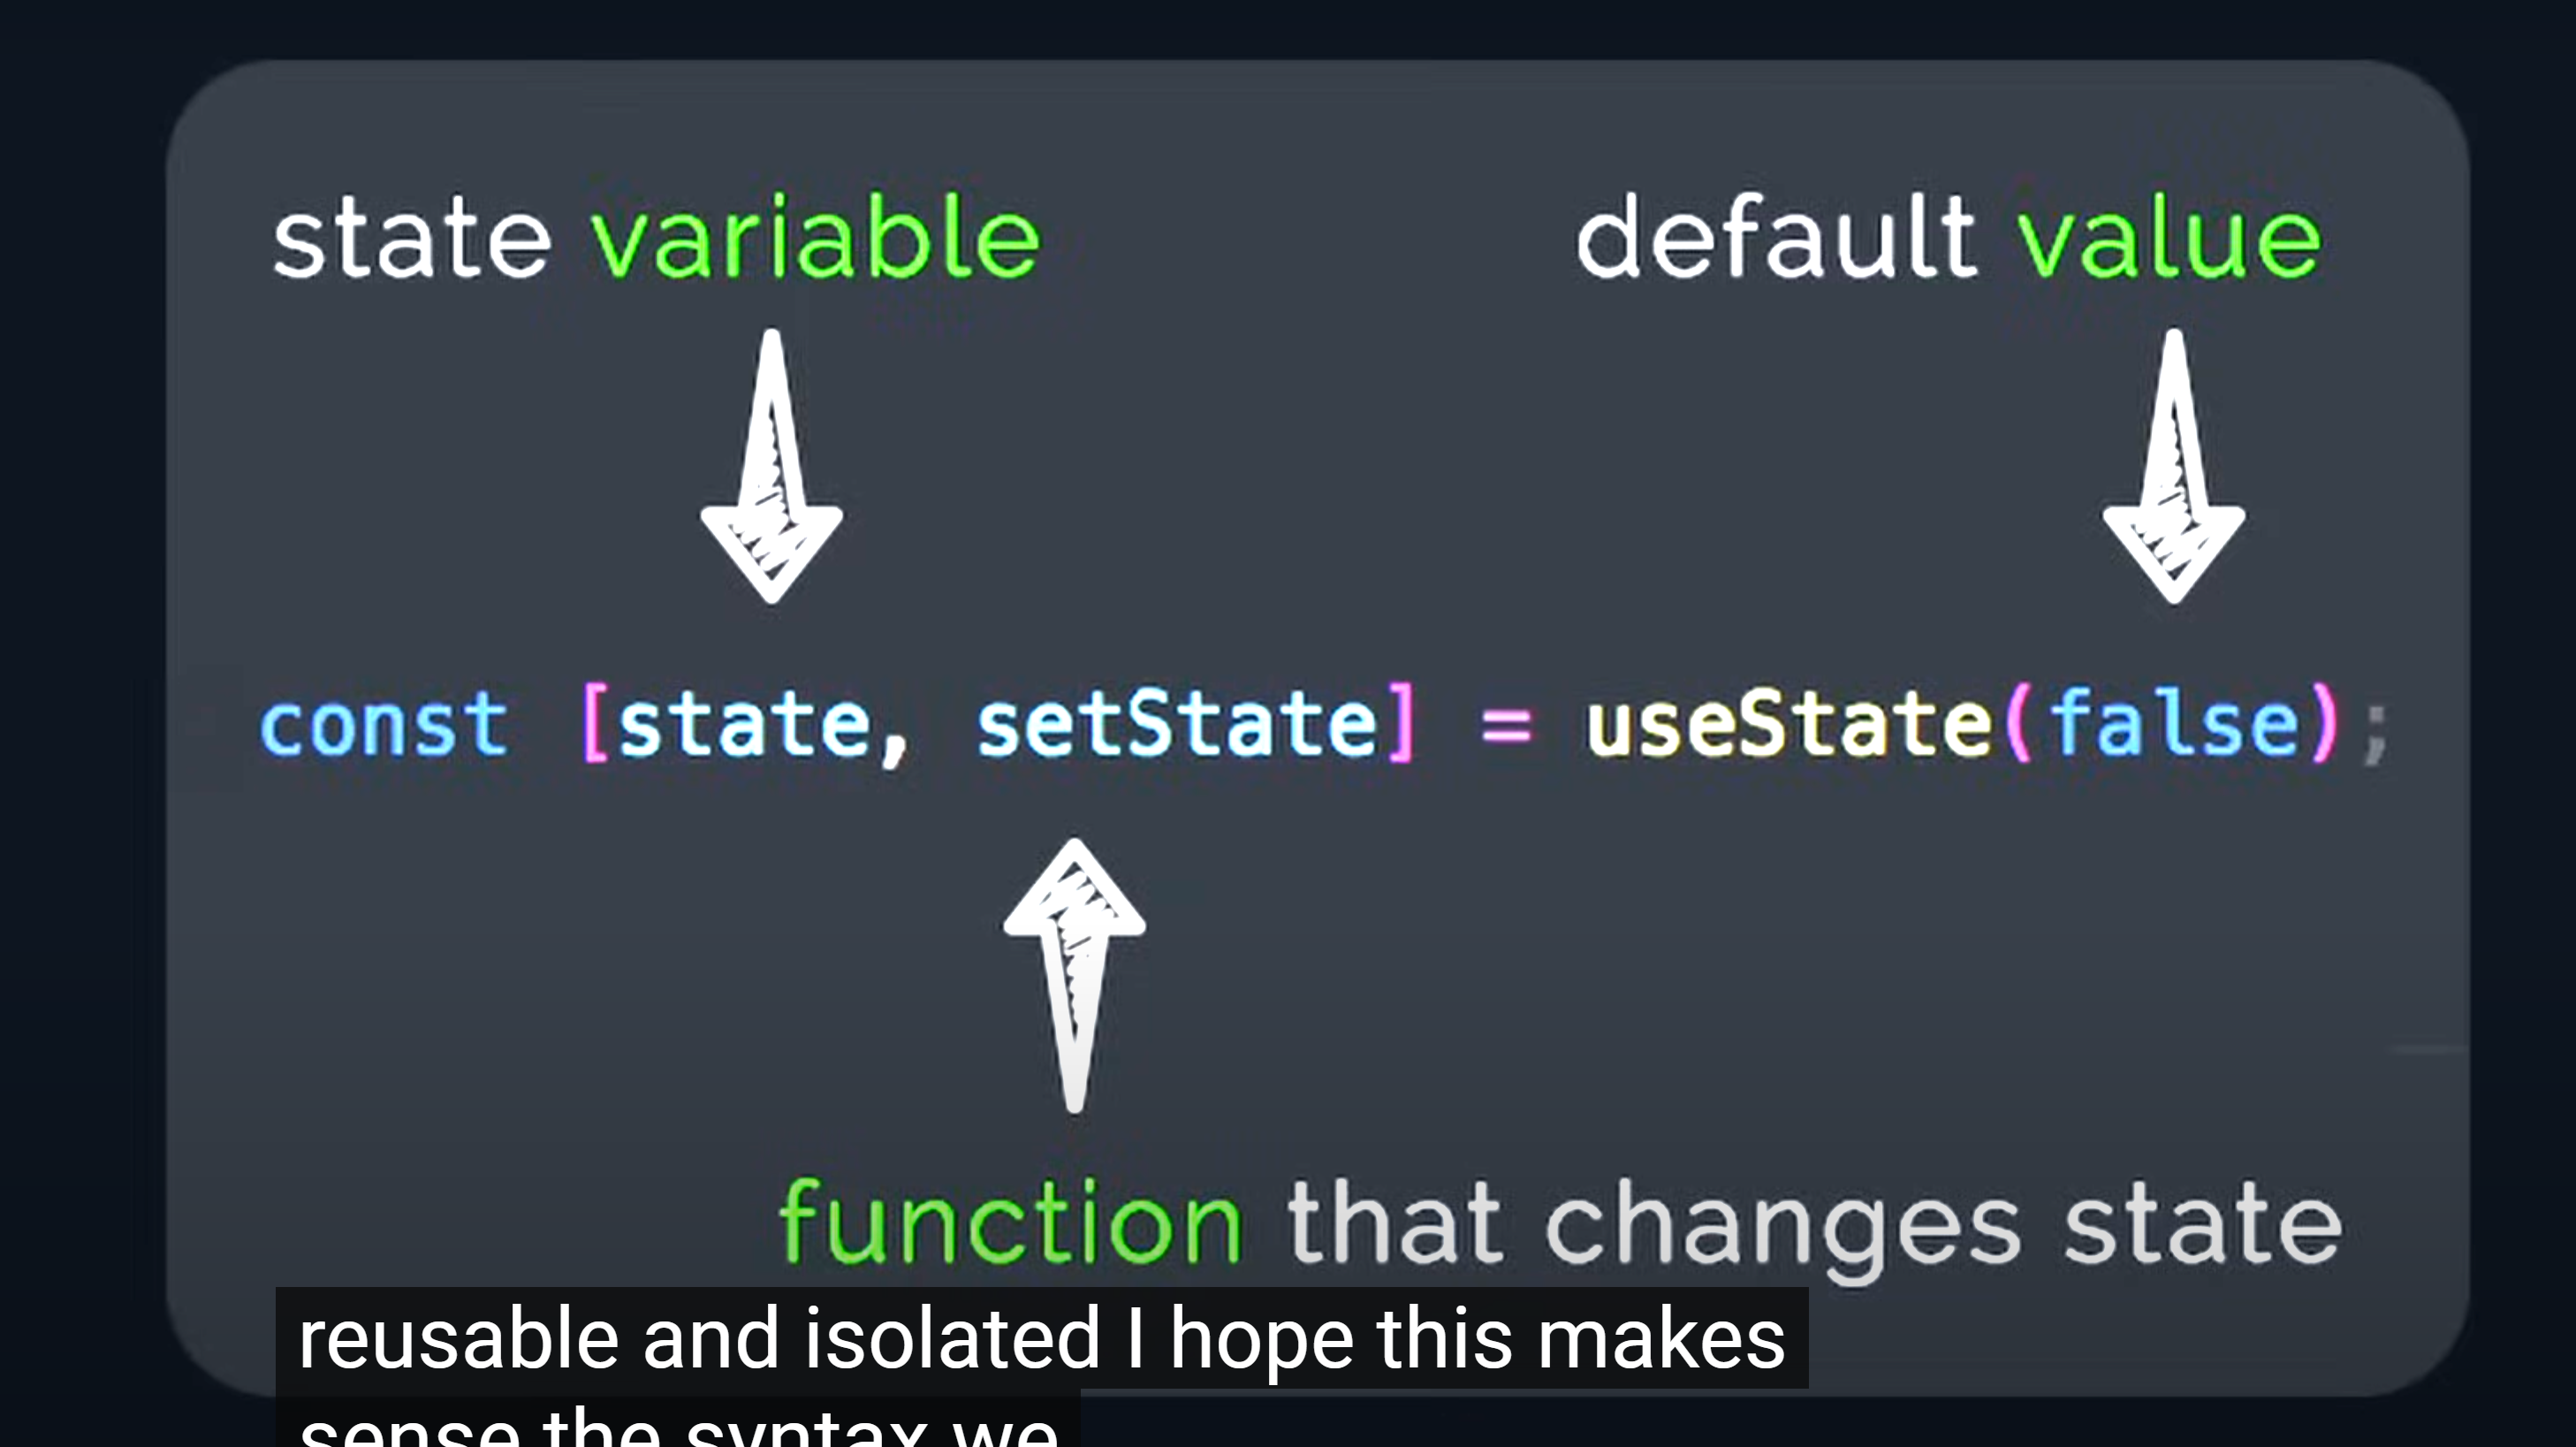 state variable
default value
const [state, setState] = useState(false);
function that changes state
reusable and isolated I hope this makes
sense the syntax we